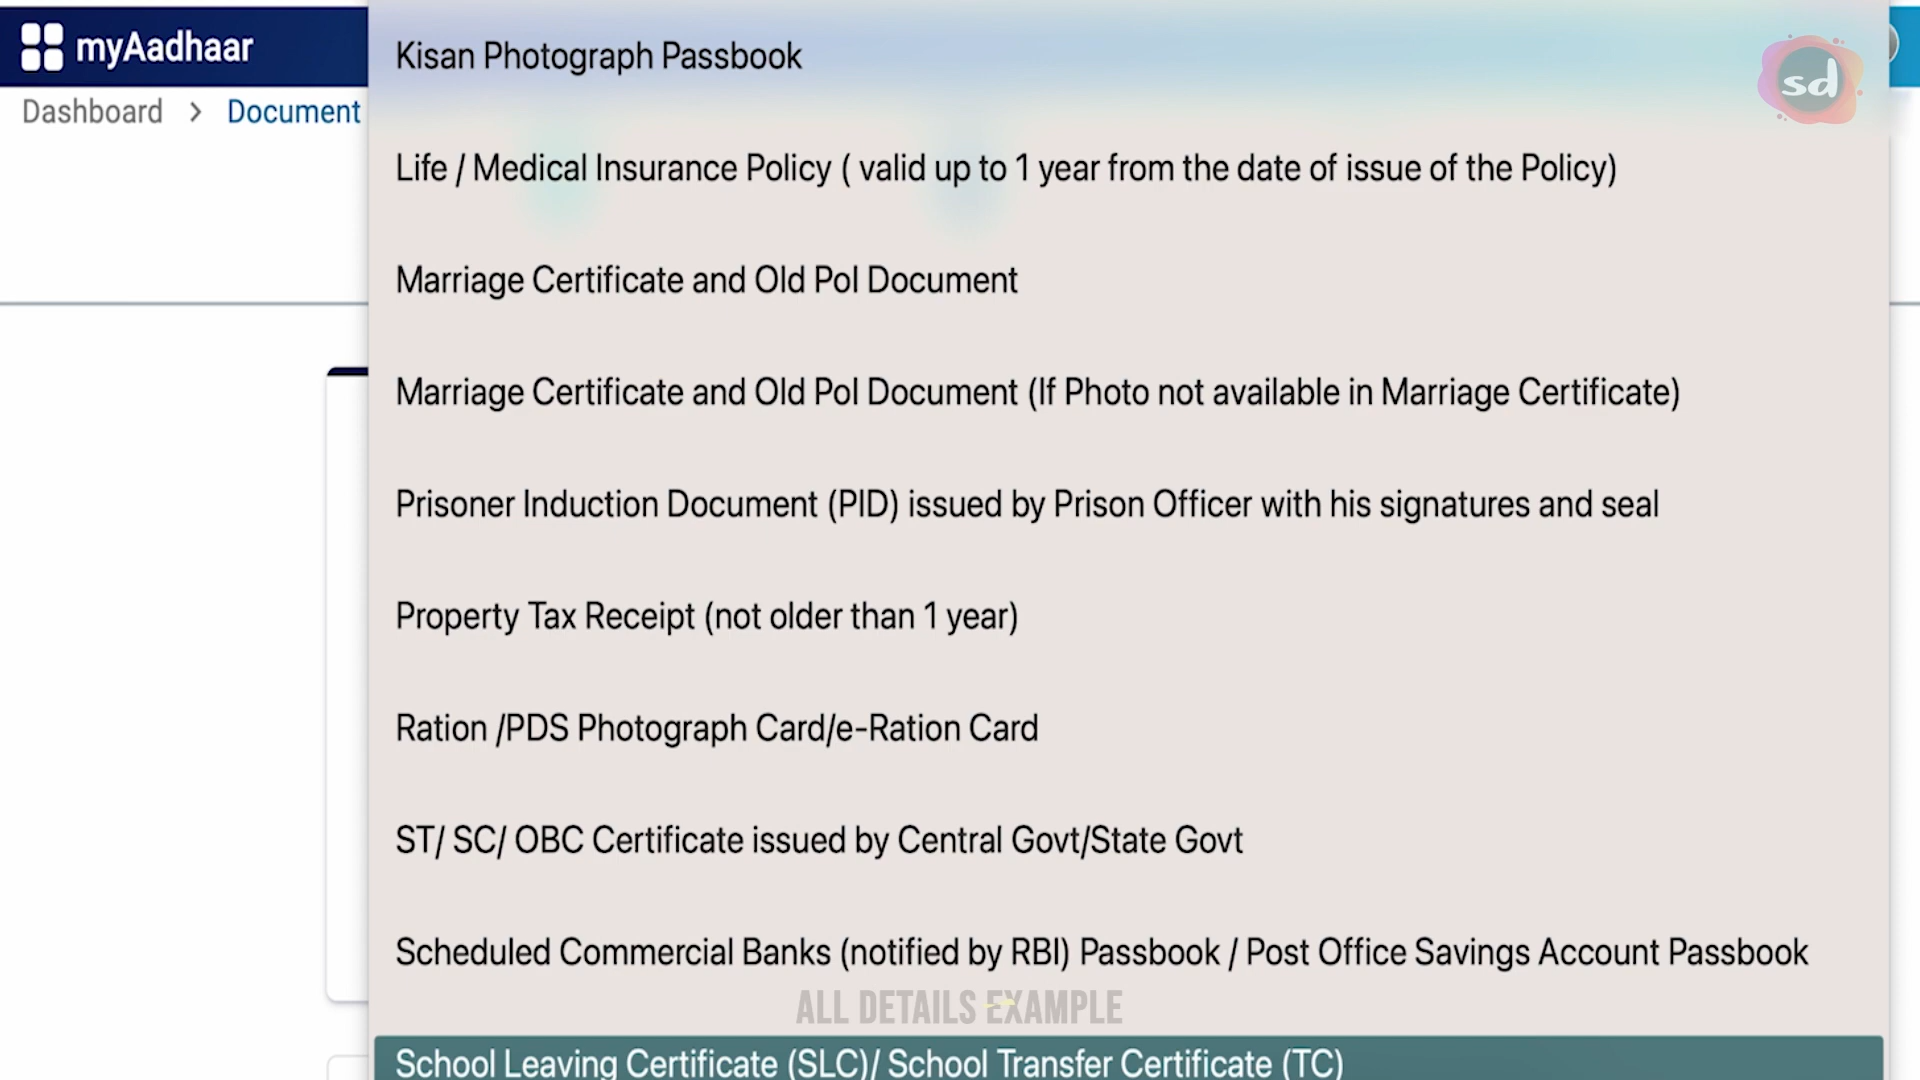 myAadhaar
Dashboard > Document
Kisan Photograph Passbook
sd
Life / Medical Insurance Policy ( valid up to 1 year from the date of issue of the Policy)
Marriage Certificate and Old PoI Document
Marriage Certificate and Old PoI Document (If Photo not available in Marriage Certificate)
Prisoner Induction Document (PID) issued by Prison Officer with his signatures and seal
Property Tax Receipt (not older than 1 year)
Ration /PDS Photograph Card/e-Ration Card
ST/ SC/ OBC Certificate issued by Central Govt/State Govt
Scheduled Commercial Banks (notified by RBI) Passbook / Post Office Savings Account Passbook
ALL DETAILS EXAMPLE
School Leaving Certificate (SLC)/ School Transfer Certificate (TC)